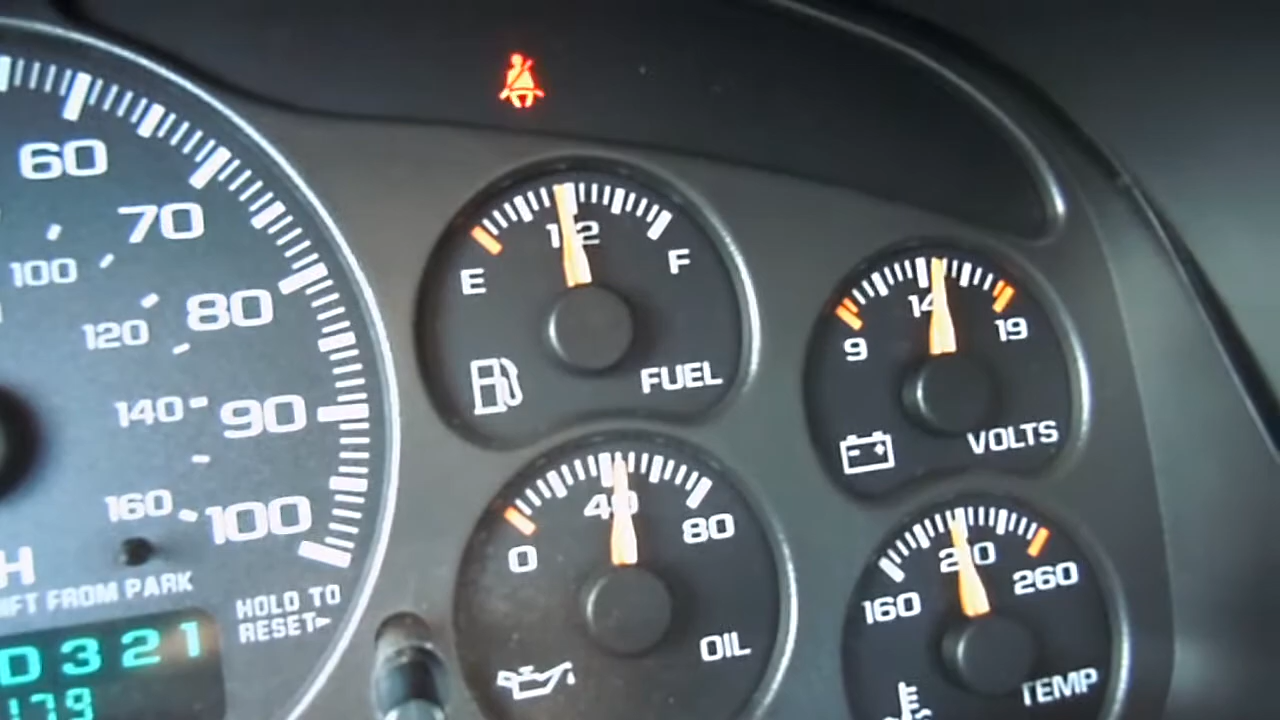 60
70
80
90
100
100
120
140
160
H
IFT FROM PARK
HOLD TO
RESET▸
D 3 2 1
179
E
1/2
F
FUEL
9
14
19
VOLTS
0
40
80
OIL
160
210
260
TEMP